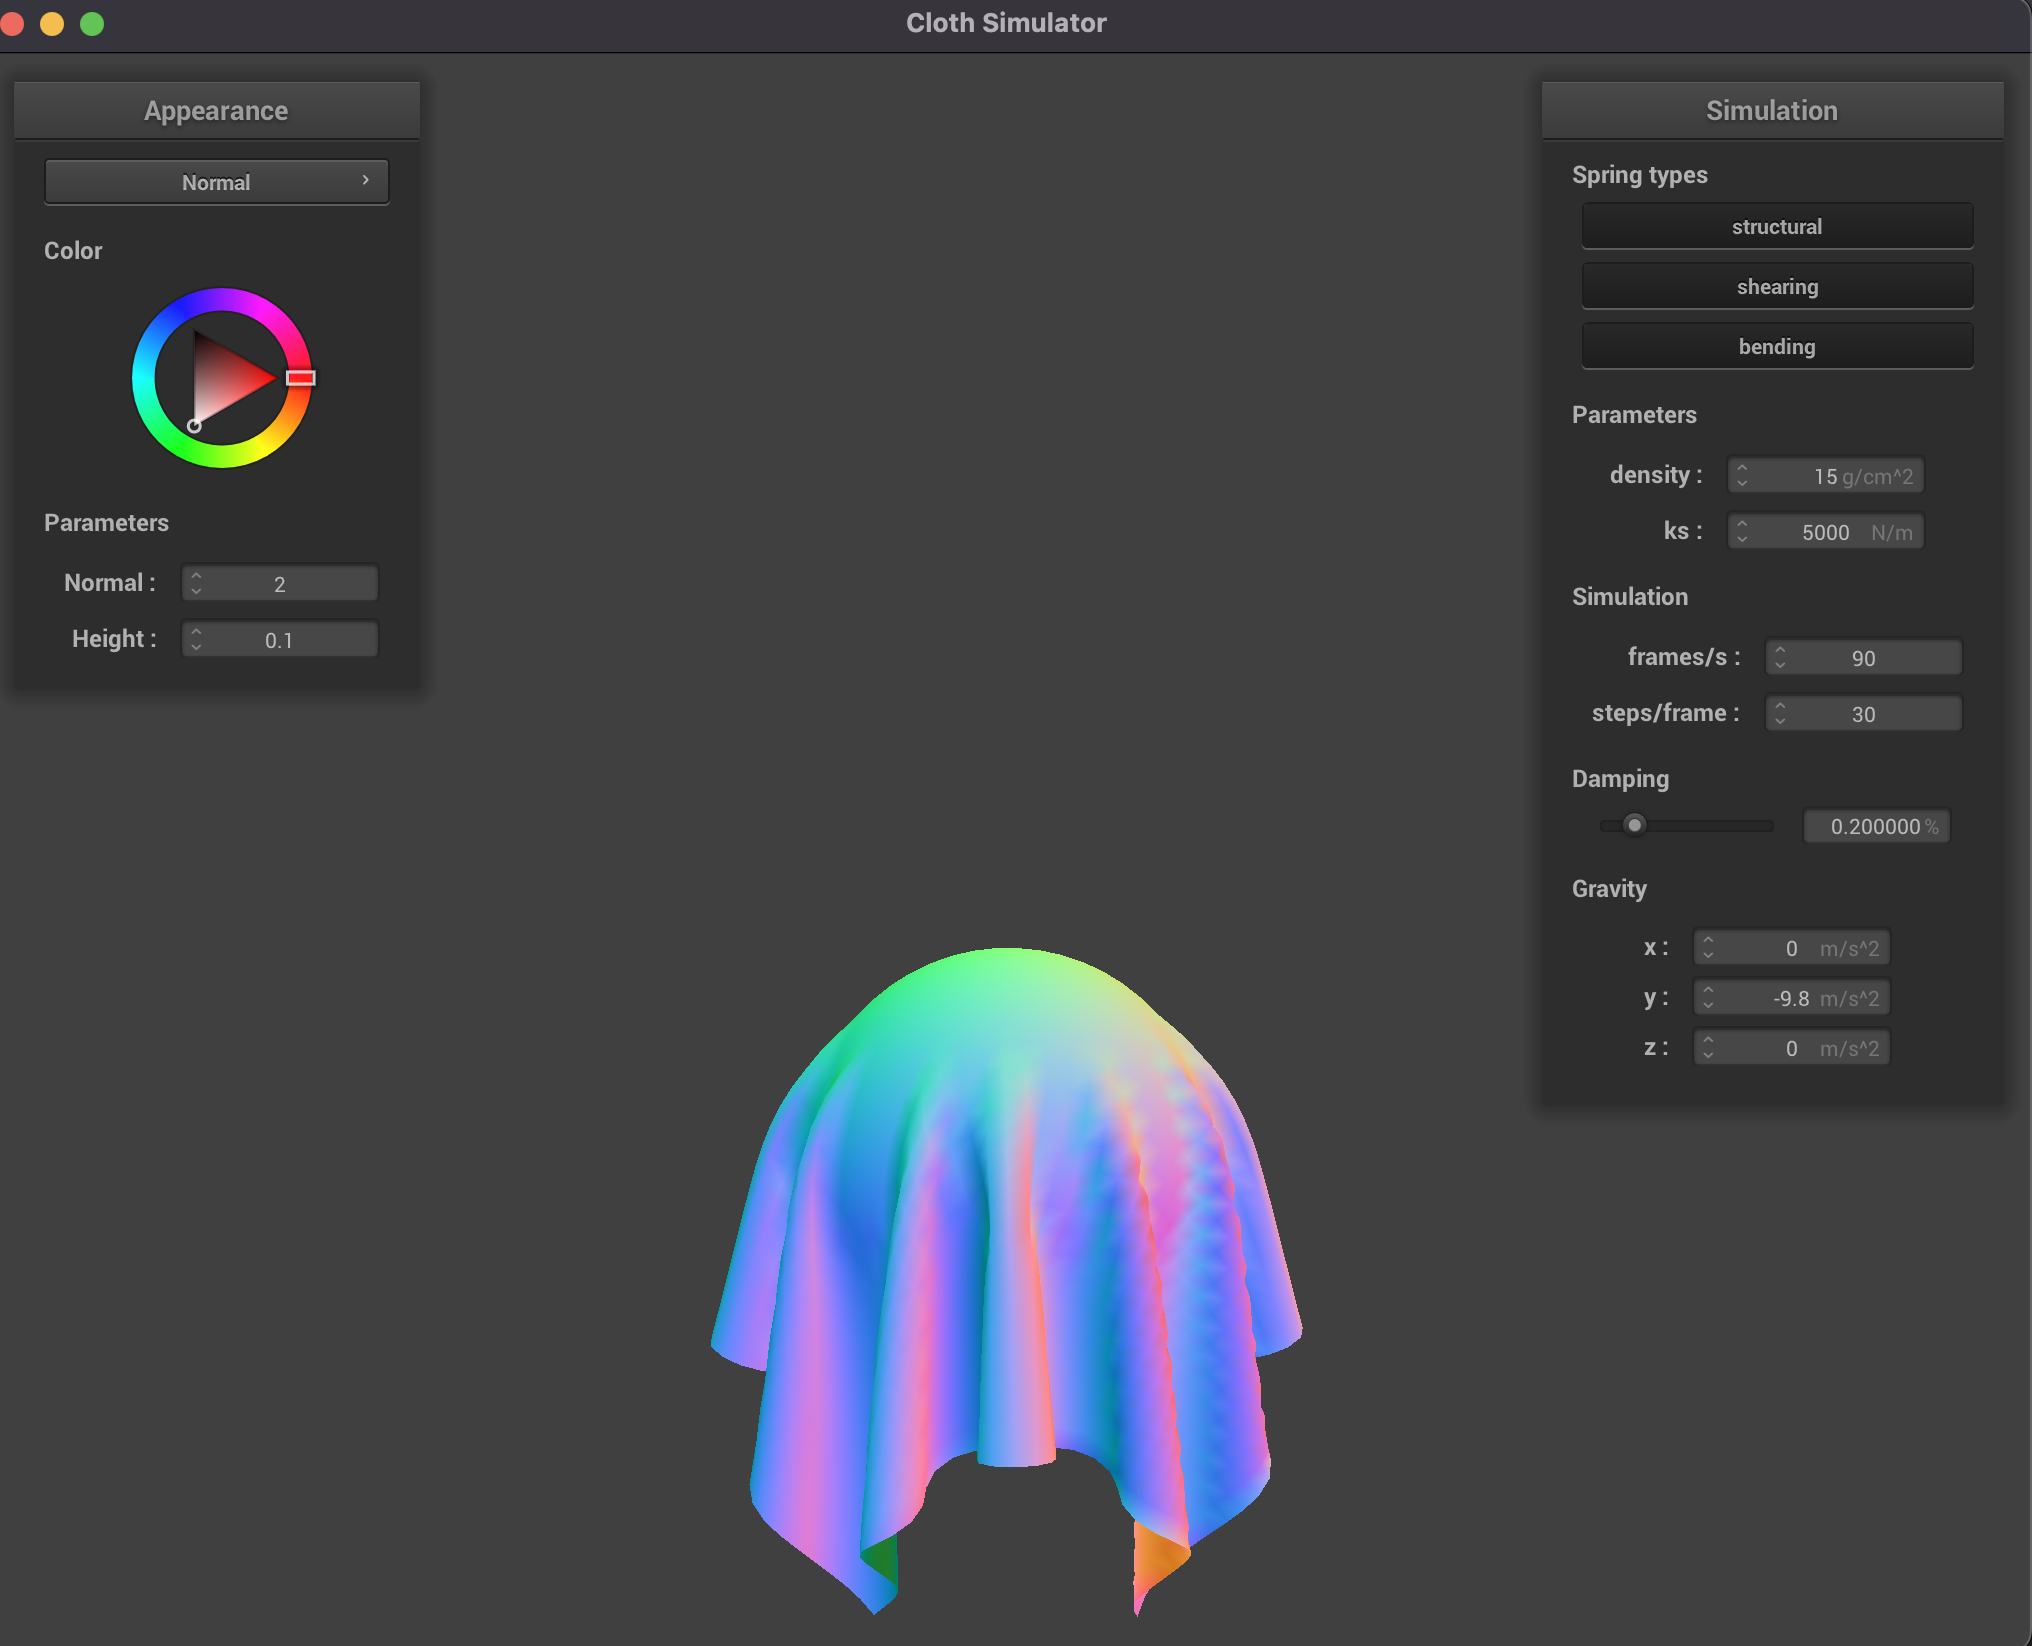 Cloth Simulator
Appearance
Normal
Color
Parameters
Normal : 2
Height : 0.1
Simulation
Spring types
structural
shearing
bending
Parameters
density : 15 g/cm^2
ks : 5000 N/m
Simulation
frames/s : 90
steps/frame : 30
Damping
0.200000 %
Gravity
x : 0 m/s^2
y : -9.8 m/s^2
z : 0 m/s^2